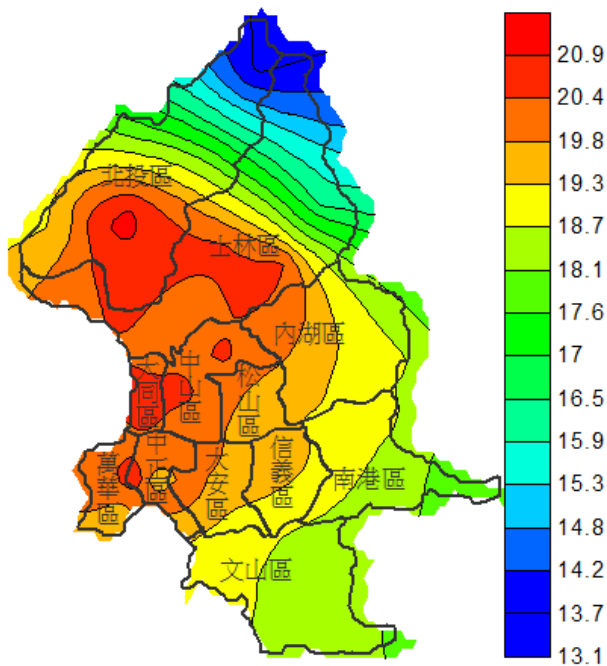 20.9
20.4
19.8
19.3
18.7
18.1
17.6
17
16.5
15.9
15.3
14.8
14.2
13.7
13.1
北投區
士林區
內湖區
大同區
中山區
松山區
萬華區
中正區
大安區
信義區
南港區
文山區